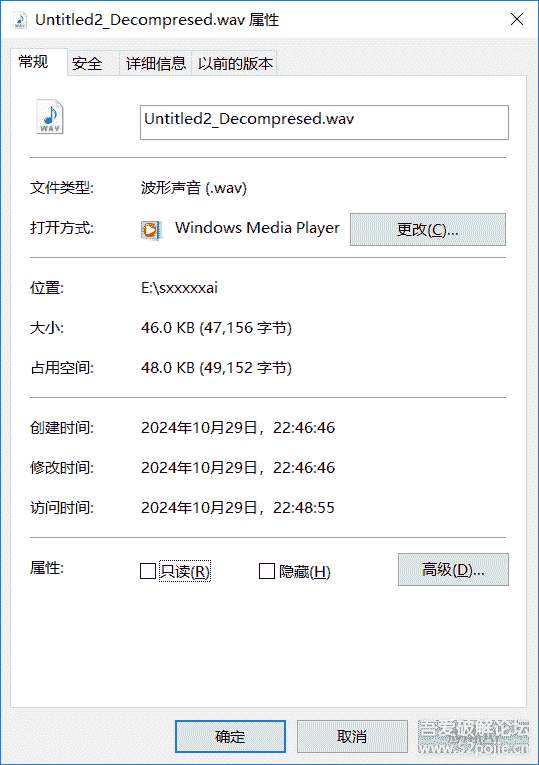 Untitled2_Decompresed.wav 属性
常规 安全 详细信息 以前的版本
WAV
Untitled2_Decompresed.wav
文件类型: 波形声音 (.wav)
打开方式: Windows Media Player 更改(C)...
位置: E:\sxxxxxai
大小: 46.0 KB (47,156 字节)
占用空间: 48.0 KB (49,152 字节)
创建时间: 2024年10月29日，22:46:46
修改时间: 2024年10月29日，22:46:46
访问时间: 2024年10月29日，22:48:55
属性: 只读(R) 隐藏(H) 高级(D)...
确定 取消
吾爱破解论坛
www.52pojie.cn